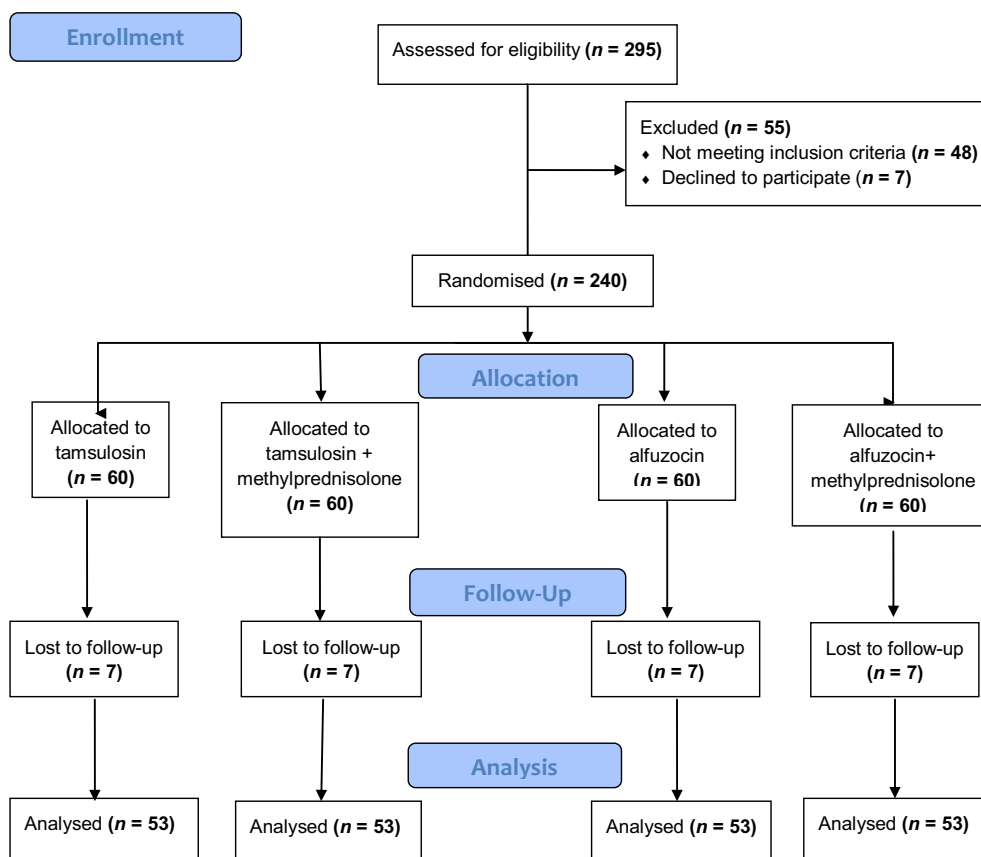 Enrollment
Assessed for eligibility (n = 295)
Excluded (n = 55)
♦ Not meeting inclusion criteria (n = 48)
♦ Declined to participate (n = 7)
Randomised (n = 240)
Allocation
Allocated to
tamsulosin
(n = 60)
Allocated to
tamsulosin +
methylprednisolone
(n = 60)
Allocated to
alfuzocin
(n = 60)
Allocated to
alfuzocin+
methylprednisolone
(n = 60)
Follow-Up
Lost to follow-up
(n = 7)
Lost to follow-up
(n = 7)
Lost to follow-up
(n = 7)
Lost to follow-up
(n = 7)
Analysis
Analysed (n = 53)
Analysed (n = 53)
Analysed (n = 53)
Analysed (n = 53)